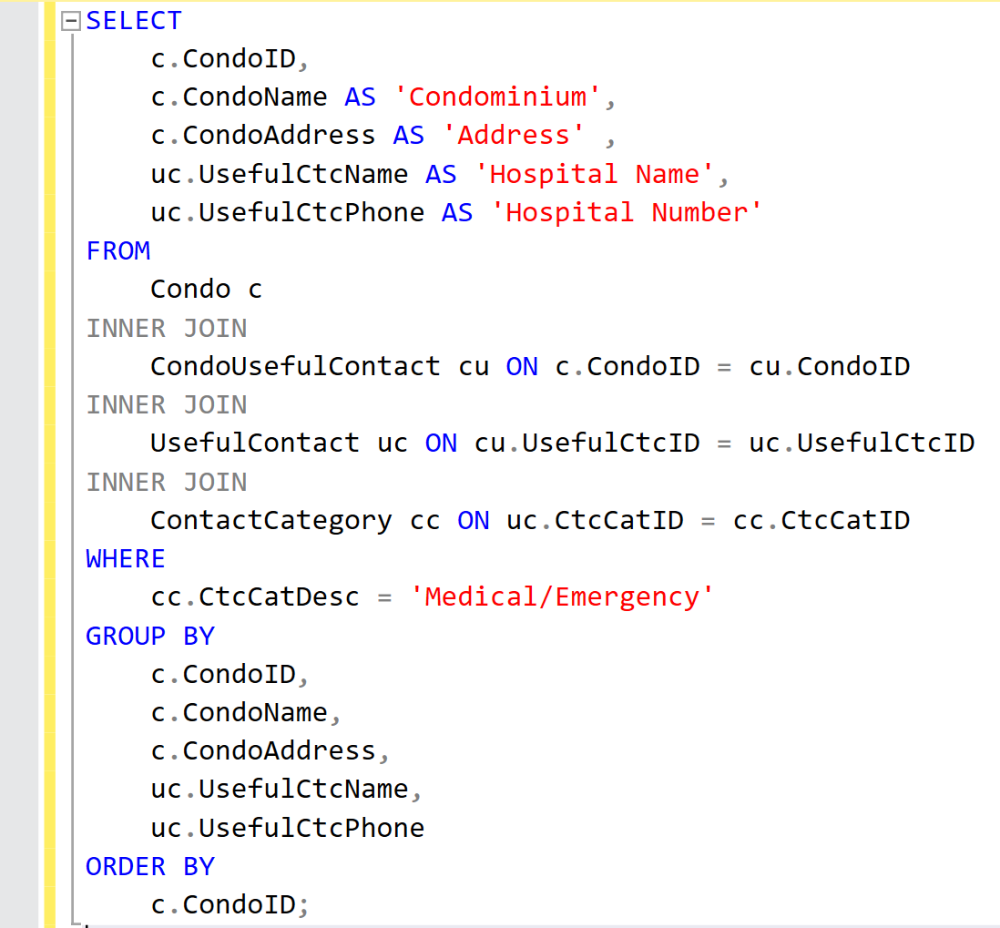 SELECT
    c.CondoID,
    c.CondoName AS 'Condominium',
    c.CondoAddress AS 'Address' ,
    uc.UsefulCtcName AS 'Hospital Name',
    uc.UsefulCtcPhone AS 'Hospital Number'
FROM
    Condo c
INNER JOIN
    CondoUsefulContact cu ON c.CondoID = cu.CondoID
INNER JOIN
    UsefulContact uc ON cu.UsefulCtcID = uc.UsefulCtcID
INNER JOIN
    ContactCategory cc ON uc.CtcCatID = cc.CtcCatID
WHERE
    cc.CtcCatDesc = 'Medical/Emergency'
GROUP BY
    c.CondoID,
    c.CondoName,
    c.CondoAddress,
    uc.UsefulCtcName,
    uc.UsefulCtcPhone
ORDER BY
    c.CondoID;